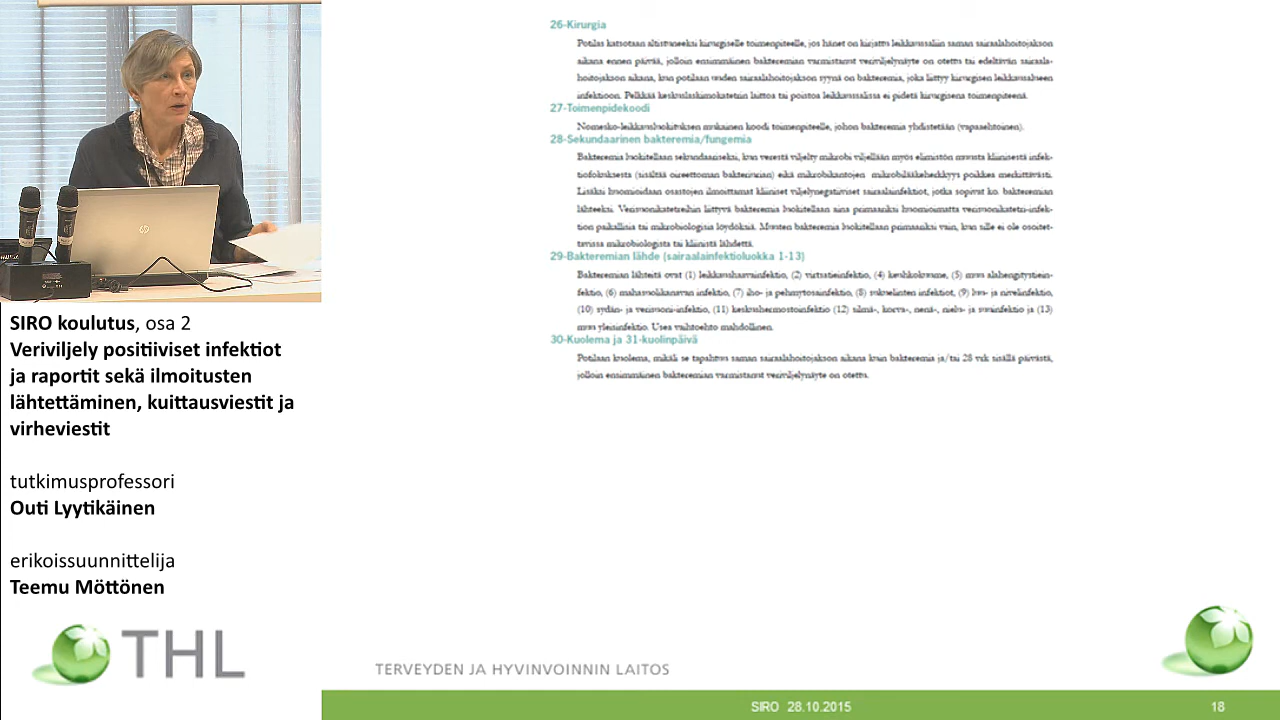 SIRO koulutus, osa 2
Veriviljely positiiviset infektiot
ja raportit sekä ilmoitusten
lähtettäminen, kuittausviestit ja
virheviestit
tutkimusprofessori
Outi Lyytikäinen
erikoissuunnittelija
Teemu Möttönen
THL
26-Kirurgia
Potilas katsotaan altistuneeksi kirurgiselle toimenpiteelle, jos hänet on kirjattu leikkaussaliin saman sairaalahoitojakson
aikana ennen päivää, jolloin ensimmäinen bakteremian varmistanut veriviljelynäyte on otettu tai edeltävän sairaala-
hoitojakson aikana, kun potilaan uuden sairaalahoitojakson syynä on bakteremia, joka liittyy kirurgisen leikkausalueen
infektioon. Pelkkää keskuslaskimokatetrin laittoa tai poistoa leikkaussalissa ei pidetä kirurgisena toimenpiteenä.
27-Toimenpidekoodi
Nomesko-leikkausluokituksen mukainen koodi toimenpiteelle, johon bakteremia yhdistetään (vapaaehtoinen).
28-Sekundaarinen bakteremia/fungemia
Bakteremia luokitellaan sekundaariseksi, kun verestä viljelty mikrobi viljellään myös elimistön muusta kliinisestä infek-
tiofokuksesta (sisältää oireettoman bakteriurian) eikä mikrobikantojen mikrobilääkeherkkyys poikkea merkittävästi.
Lisäksi huomioidaan osastojen ilmoittamat kliiniset viljelynegatiiviset sairaalainfektiot, jotka sopivat ko. bakteremian
lähteeksi. Verisuonikatetreihin liittyvä bakteremia luokitellaan aina primaariksi huomioimatta verisuonikatetri-infek-
tion paikallisia tai mikrobiologisia löydöksiä. Muuten bakteremia luokitellaan primaariksi vain, kun sille ei ole osoitet-
tavissa mikrobiologista tai kliinistä lähdettä.
29-Bakteremian lähde (sairaalainfektioluokka 1-13)
Bakteremian lähteitä ovat (1) leikkaushaavainfektio, (2) virtsatieinfektio, (4) keuhkokuume, (5) muu alahengitystiein-
fektio, (6) mahasuolikanavan infektio, (7) iho- ja pehmytosainfektio, (8) sukuelinten infektiot, (9) luu- ja nivelinfektio,
(10) sydän- ja verisuoni-infektio, (11) keskushermostoinfektio (12) silmä-, korva-, nenä-, nielu- ja suuinfektio ja (13)
muu yleisinfektio. Usea vaihtoehto mahdollinen.
30-Kuolema ja 31-kuolinpäivä
Potilaan kuolema, mikäli se tapahtuu saman sairaalahoitojakson aikana kuin bakteremia ja/tai 28 vrk sisällä päivästä,
jolloin ensimmäinen bakteremian varmistanut veriviljelynäyte on otettu.
TERVEYDEN JA HYVINVOINNIN LAITOS
SIRO 28.10.2015
18